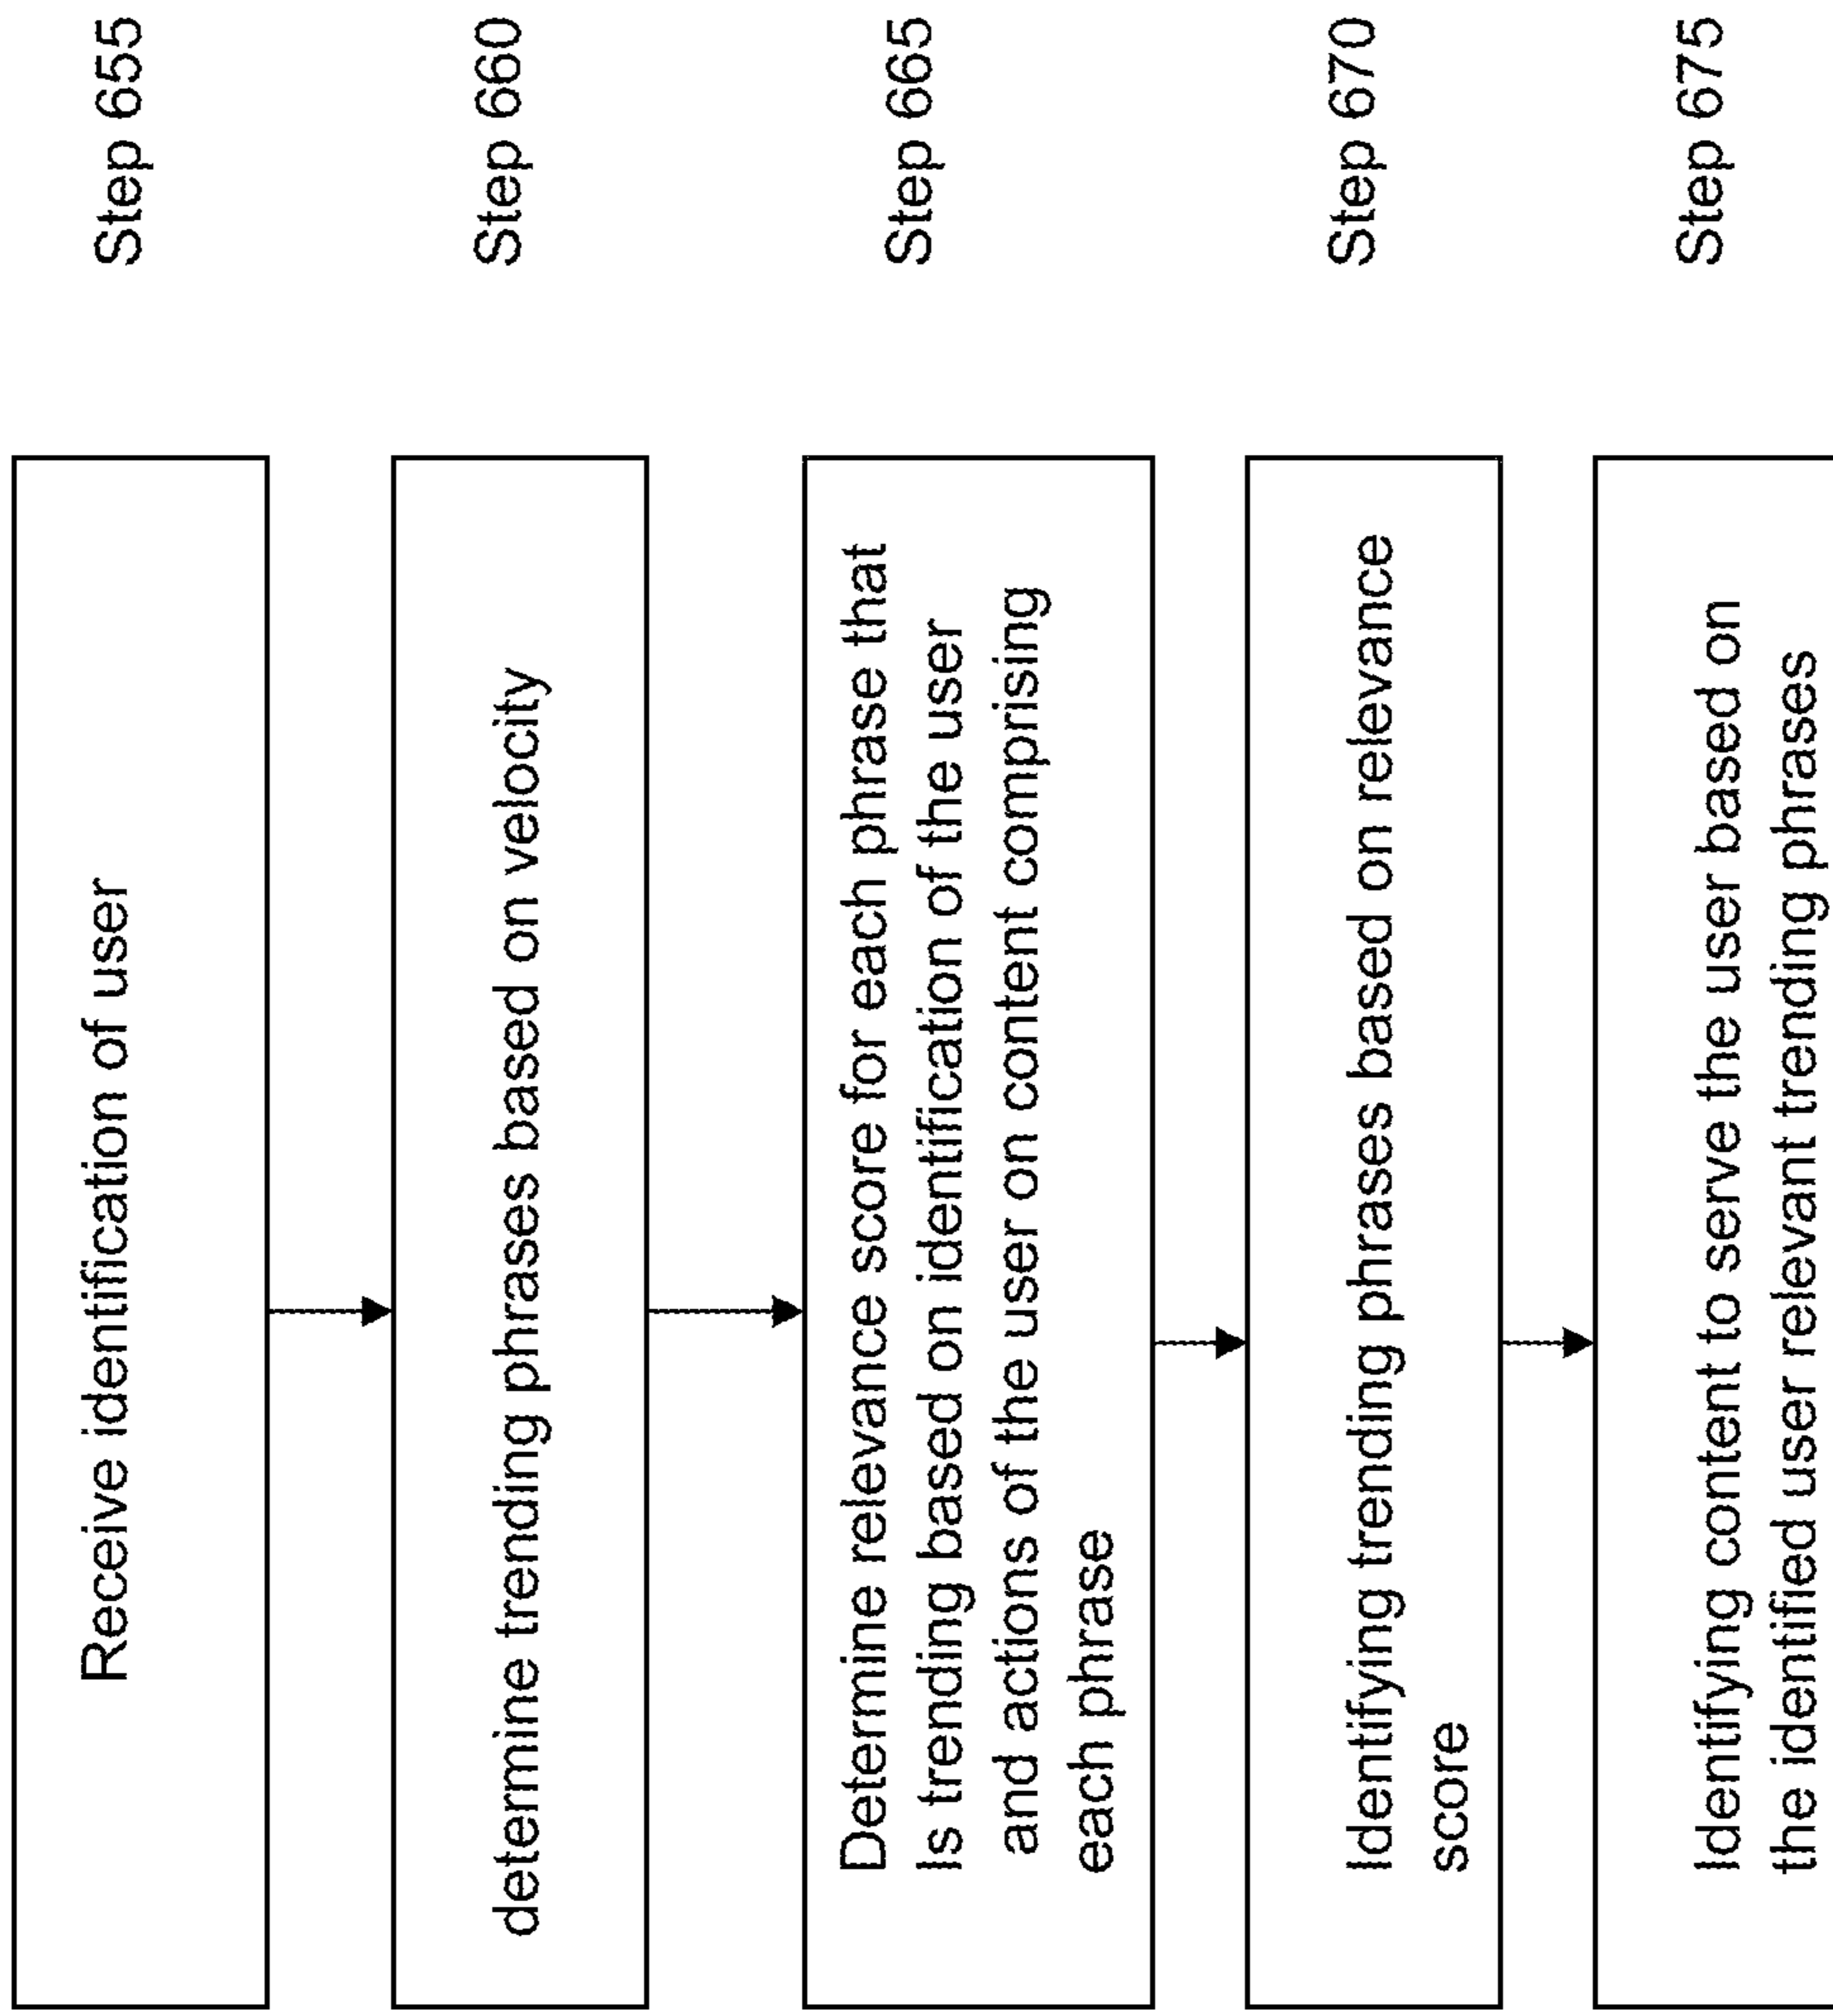 Receive identification of user
Step 655
determine trending phrases based on velocity
Step 660
Determine relevance score for each phrase that
Is trending based on identification of the user
and actions of the user on content comprising
each phrase
Step 665
Identifying trending phrases based on relevance
score
Step 670
Identifying content to serve the user based on
the identified user relevant trending phrases
Step 675